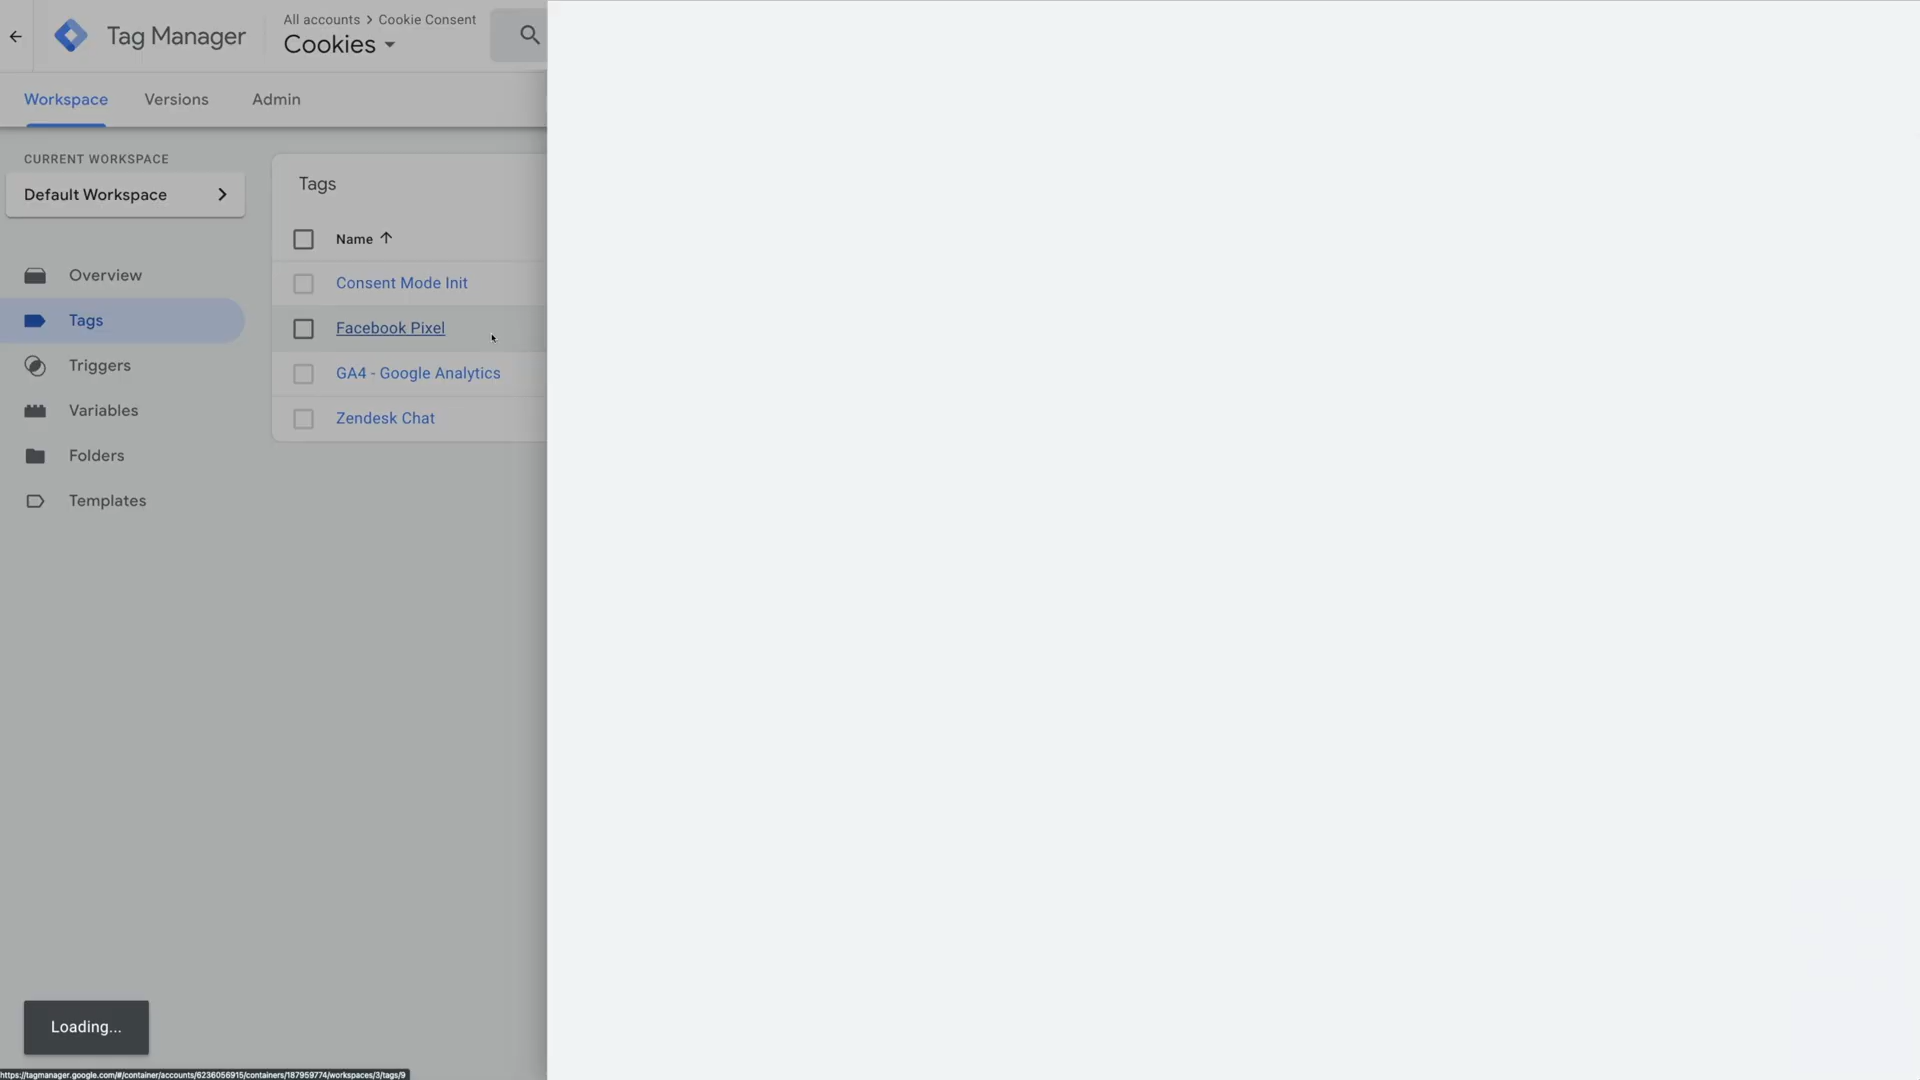 Tag Manager
All accounts > Cookie Consent
Cookies
Workspace
Versions
Admin
CURRENT WORKSPACE
Default Workspace
Overview
Tags
Triggers
Variables
Folders
Templates
Tags
Name
Consent Mode Init
Facebook Pixel
GA4 - Google Analytics
Zendesk Chat
Loading...
https://tagmanager.google.com/#/container/accounts/6236056915/containers/187959774/workspaces/3/tags/9